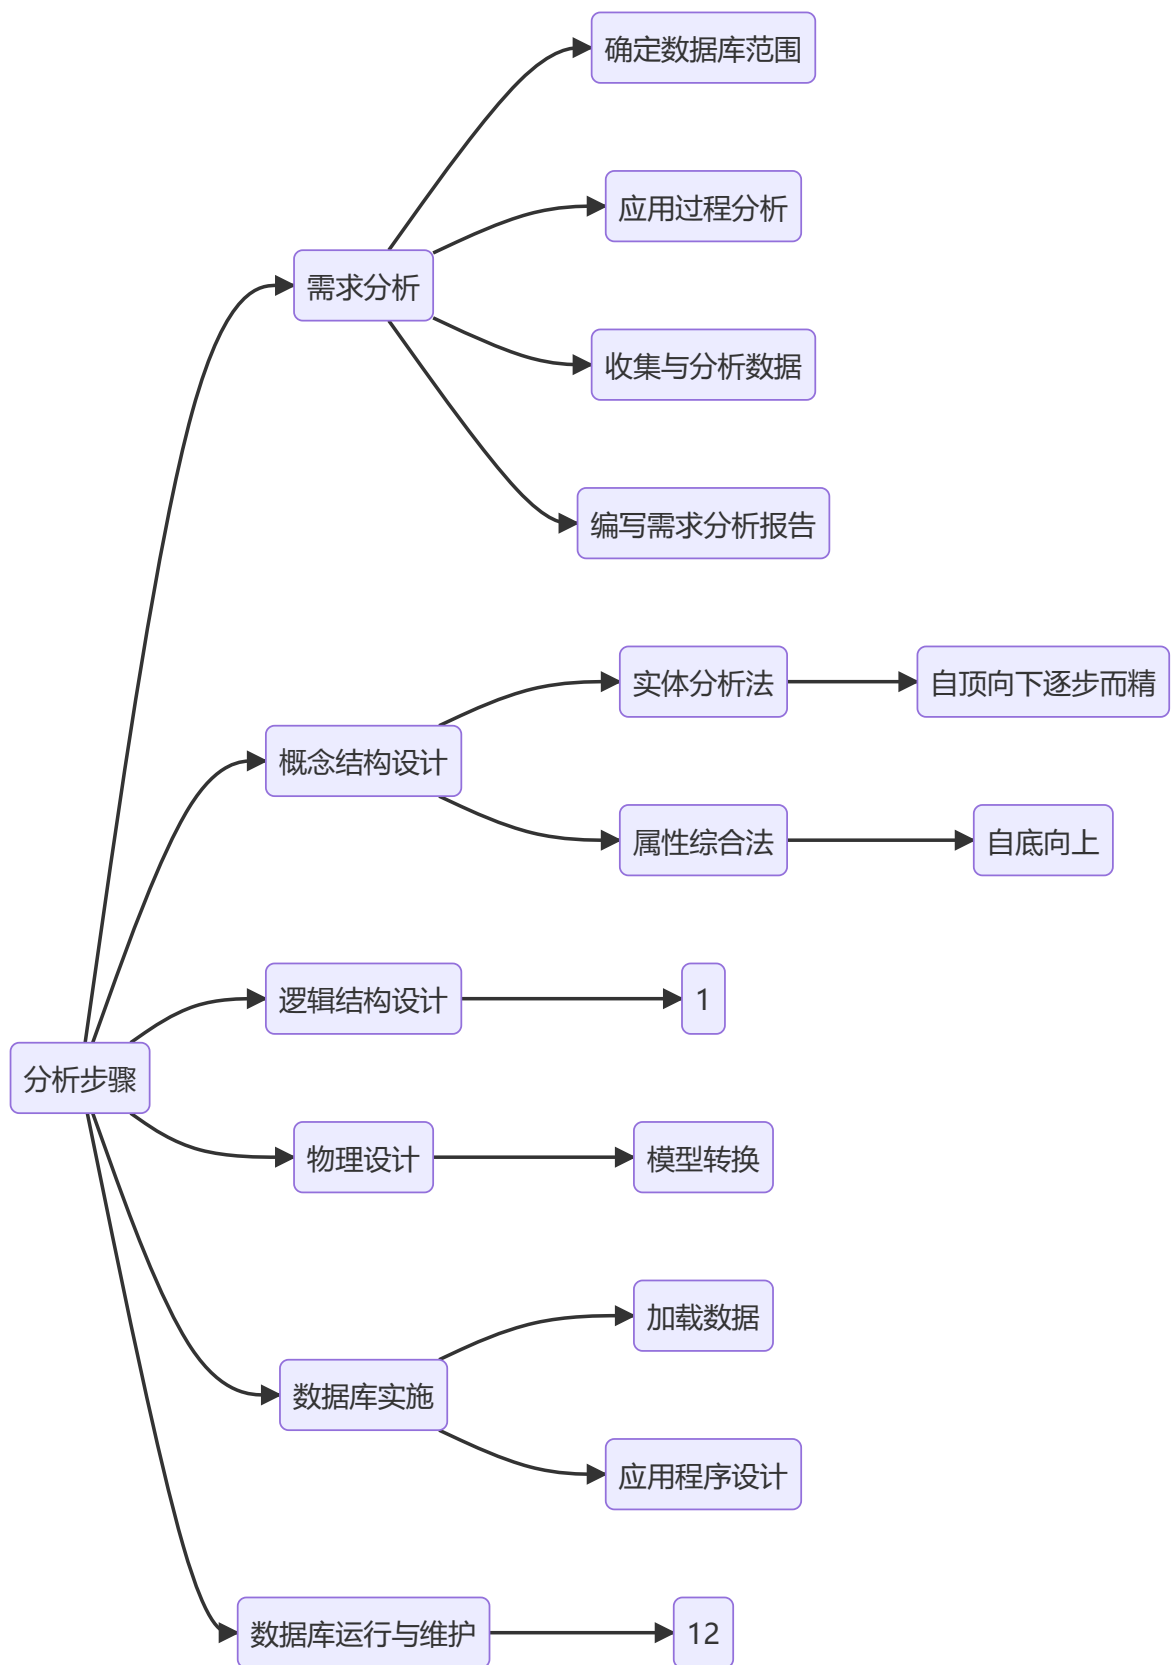 确定数据库范围
应用过程分析
需求分析
收集与分析数据
编写需求分析报告
实体分析法
自顶向下逐步而精
概念结构设计
属性综合法
自底向上
逻辑结构设计
1
分析步骤
物理设计
模型转换
加载数据
数据库实施
应用程序设计
数据库运行与维护
12